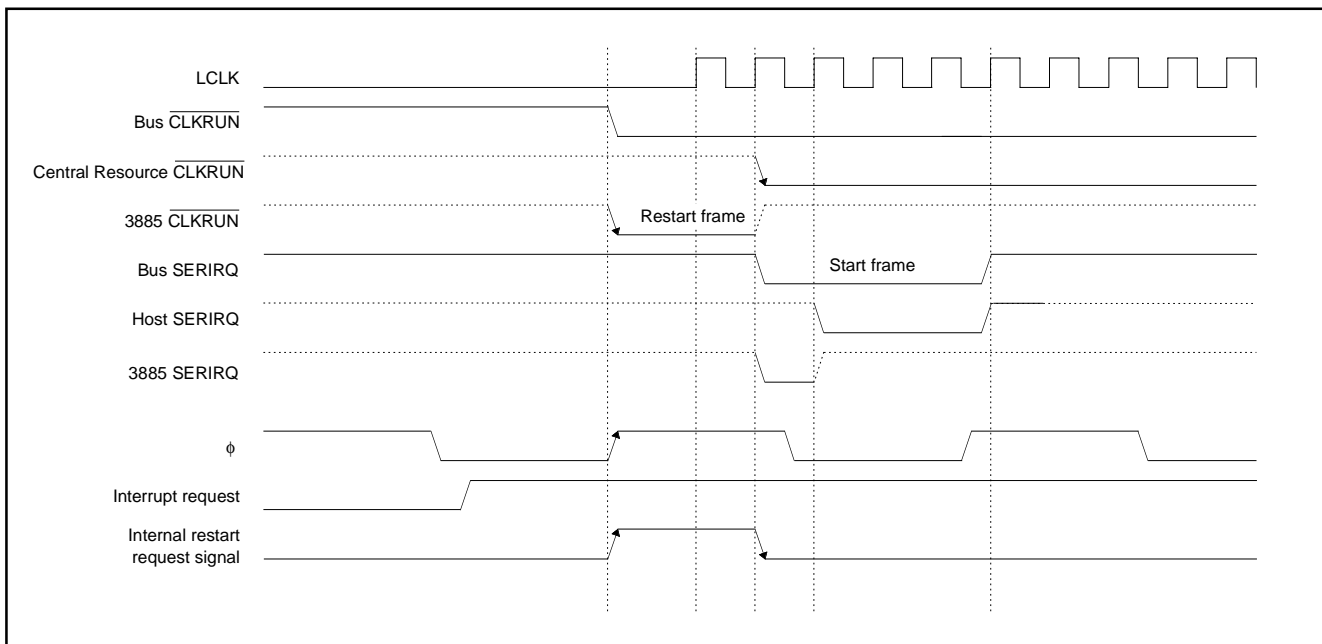 LCLK
Bus CLKRUN
Central Resource CLKRUN
3885 CLKRUN
Restart frame
Bus SERIRQ
Start frame
Host SERIRQ
3885 SERIRQ
ϕ
Interrupt request
Internal restart
request signal